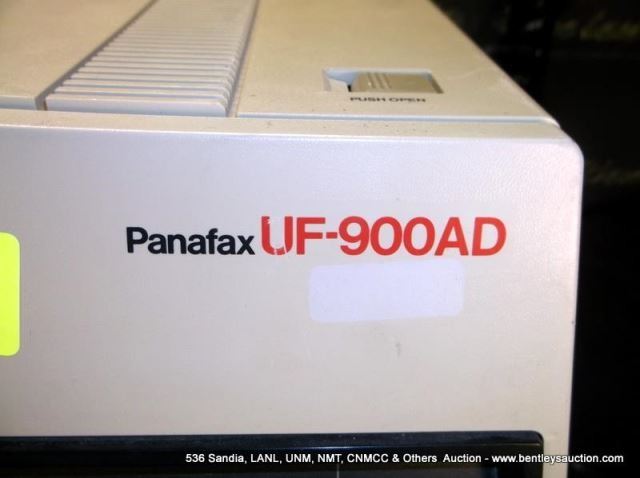 PUSH OPEN
Panafax UF-900AD
536 Sandia, LANL, UNM, NMT, CNMCC & Others Auction - www.bentleysauction.com